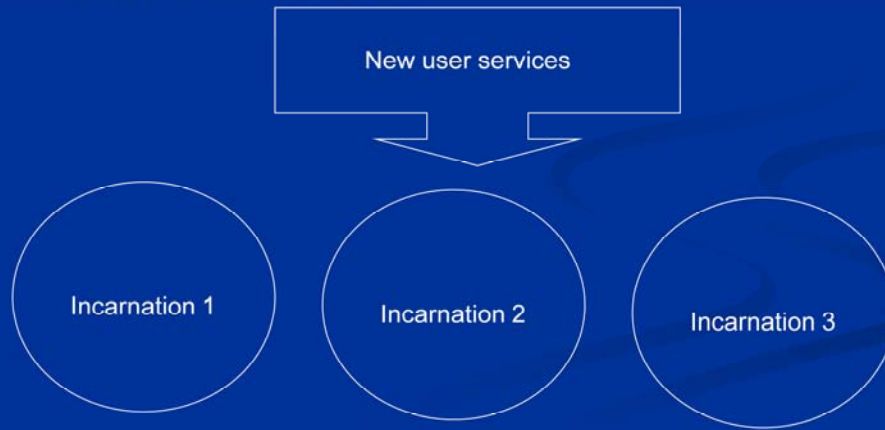 New user services
Incarnation 1
Incarnation 2
Incarnation 3